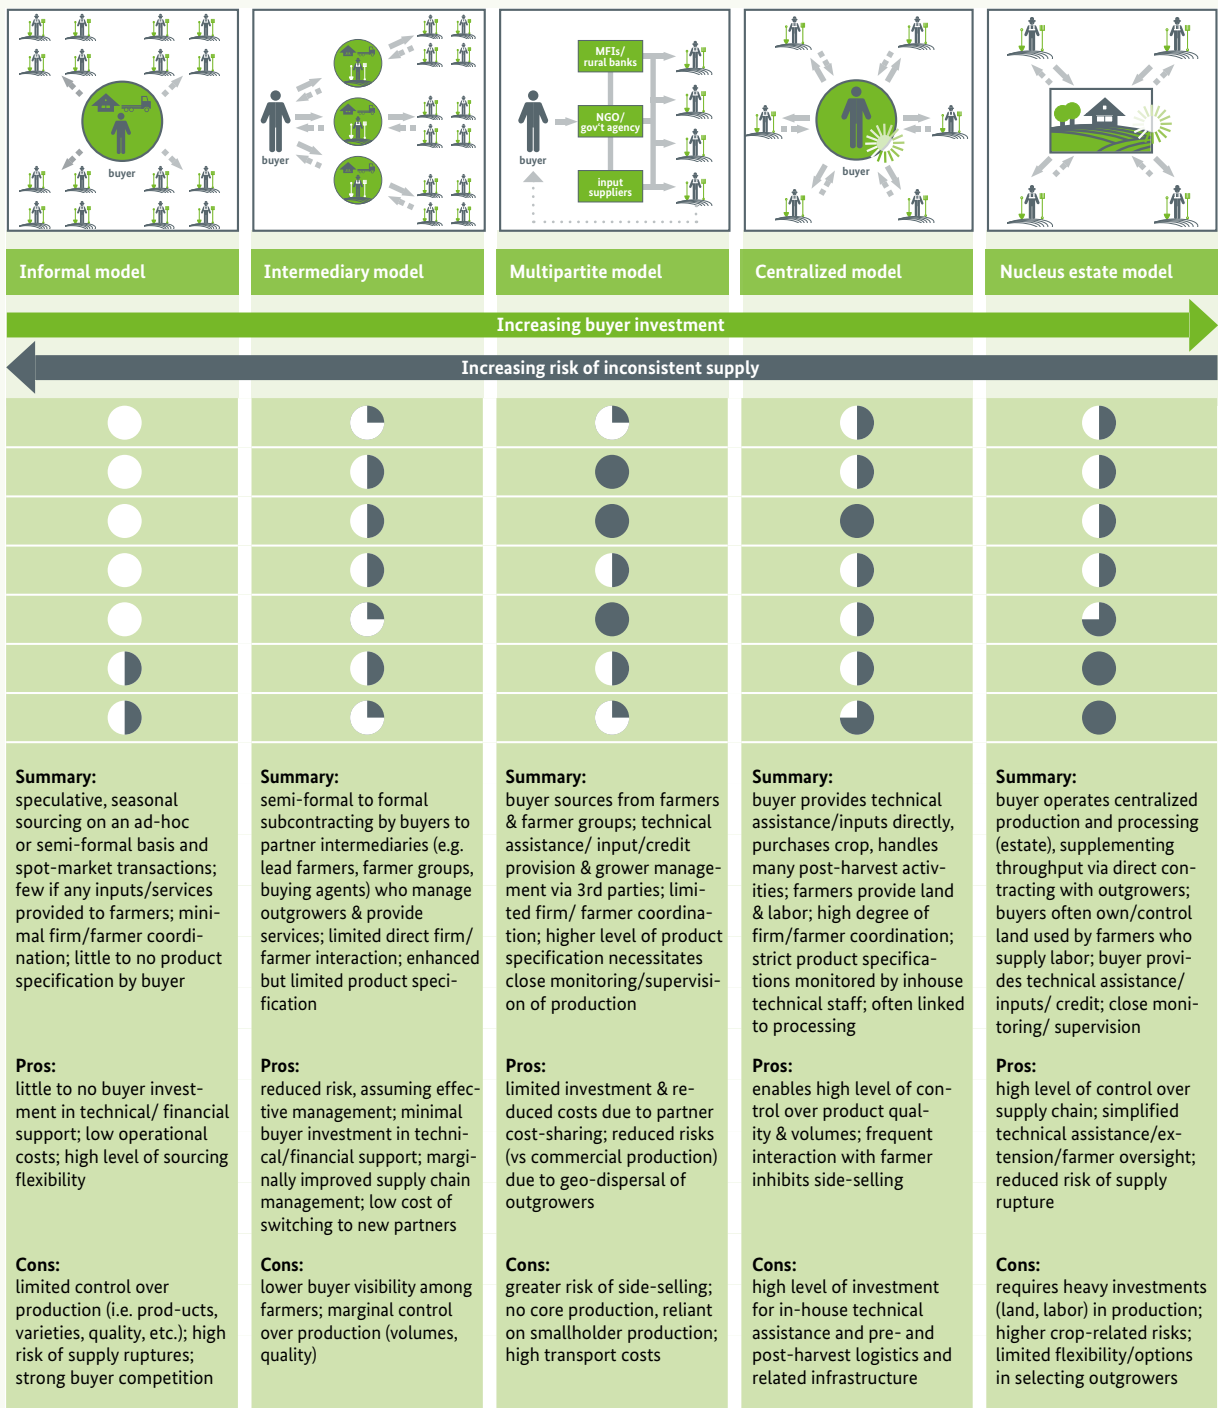 buyer
buyer
buyer
MFIs/
rural banks
NGO/
gov't agency
input
suppliers
buyer
Informal model
Intermediary model
Multipartite model
Centralized model
Nucleus estate model
Increasing buyer investment
Increasing risk of inconsistent supply
Summary:
speculative, seasonal
sourcing on an ad-hoc
or semi-formal basis and
spot-market transactions;
few if any inputs/services
provided to farmers; mini-
mal firm/farmer coordi-
nation; little to no product
specification by buyer
Pros:
little to no buyer invest-
ment in technical/ financial
support; low operational
costs; high level of sourcing
flexibility
Cons:
limited control over
production (i.e. prod-ucts,
varieties, quality, etc.); high
risk of supply ruptures;
strong buyer competition
Summary:
semi-formal to formal
subcontracting by buyers to
partner intermediaries (e.g.
lead farmers, farmer groups,
buying agents) who manage
outgrowers & provide
services; limited direct firm/
farmer interaction; enhanced
but limited product speci-
fication
Pros:
reduced risk, assuming effec-
tive management; minimal
buyer investment in techni-
cal/financial support; margi-
nally improved supply chain
management; low cost of
switching to new partners
Cons:
lower buyer visibility among
farmers; marginal control
over production (volumes,
quality)
Summary:
buyer sources from farmers
& farmer groups; technical
assistance/ input/credit
provision & grower manage-
ment via 3rd parties; limi-
ted firm/ farmer coordina-
tion; higher level of product
specification necessitates
close monitoring/supervisi-
on of production
Pros:
limited investment & re-
duced costs due to partner
cost-sharing; reduced risks
(vs commercial production)
due to geo-dispersal of
outgrowers
Cons:
greater risk of side-selling;
no core production, reliant
on smallholder production;
high transport costs
Summary:
buyer provides technical
assistance/inputs directly,
purchases crop, handles
many post-harvest activ-
ities; farmers provide land
& labor; high degree of
firm/farmer coordination;
strict product specifica-
tions monitored by inhouse
technical staff; often linked
to processing
Pros:
enables high level of con-
trol over product qual-
ity & volumes; frequent
interaction with farmer
inhibits side-selling
Cons:
high level of investment
for in-house technical
assistance and pre- and
post-harvest logistics and
related infrastructure
Summary:
buyer operates centralized
production and processing
(estate), supplementing
throughput via direct con-
tracting with outgrowers;
buyers often own/control
land used by farmers who
supply labor; buyer provi-
des technical assistance/
inputs/ credit; close moni-
toring/ supervision
Pros:
high level of control over
supply chain; simplified
technical assistance/ex-
tension/farmer oversight;
reduced risk of supply
rupture
Cons:
requires heavy investments
(land, labor) in production;
higher crop-related risks;
limited flexibility/options
in selecting outgrowers